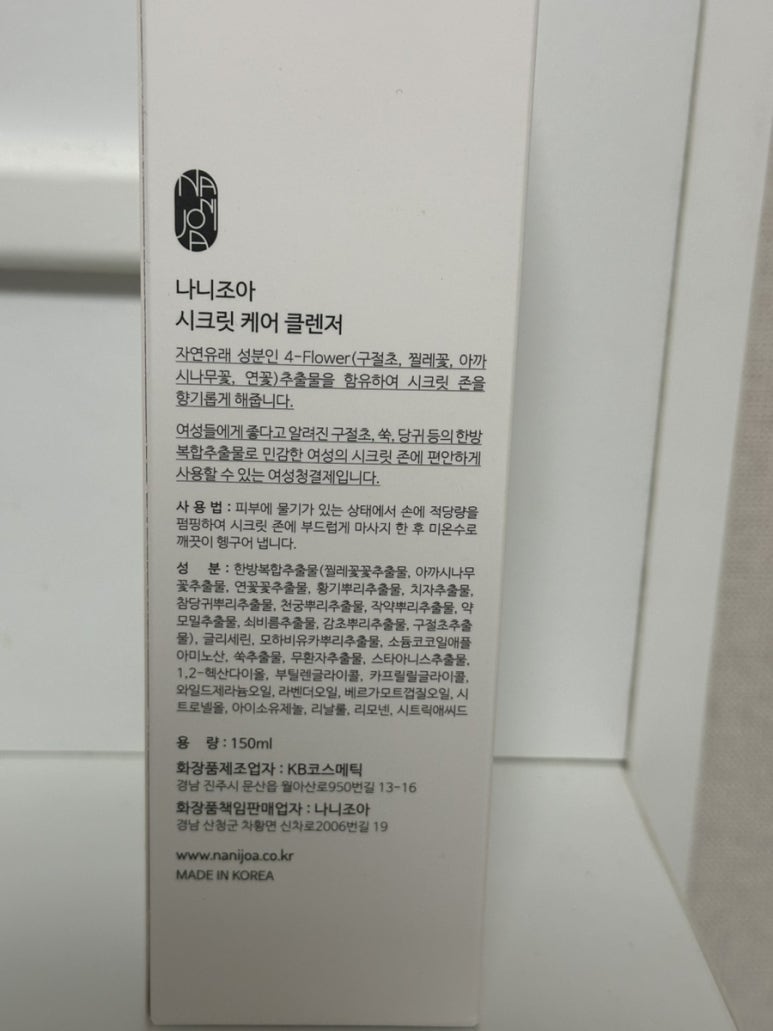 NA
NI
JO
A
나니조아
시크릿 케어 클렌저
자연유래 성분인 4-Flower(구절초, 찔레꽃, 아까
시나무꽃, 연꽃)추출물을 함유하여 시크릿 존을
향기롭게 해줍니다.
여성들에게 좋다고 알려진 구절초, 쑥, 당귀 등의 한방
복합추출물로 민감한 여성의 시크릿 존에 편안하게
사용할 수 있는 여성청결제입니다.
사 용 법 : 피부에 물기가 있는 상태에서 손에 적당량을
펌핑하여 시크릿 존에 부드럽게 마사지 한 후 미온수로
깨끗이 헹구어 냅니다.
성 분 : 한방복합추출물(찔레꽃꽃추출물, 아까시나무
꽃추출물, 연꽃꽃추출물, 황기뿌리추출물, 치자추출물,
참당귀뿌리추출물, 천궁뿌리추출물, 작약뿌리추출물, 약
모밀추출물, 쇠비름추출물, 감초뿌리추출물, 구절초추출
물), 글리세린, 모하비유카뿌리추출물, 소듐코코일애플
아미노산, 쑥추출물, 무환자추출물, 스타아니스추출물,
1,2-헥산다이올, 부틸렌글라이콜, 카프릴릴글라이콜,
와일드제라늄오일, 라벤더오일, 베르가모트껍질오일, 시
트로넬올, 아이소유제놀, 리날룰, 리모넨, 시트릭애씨드
용 량 : 150ml
화장품제조업자 : KB코스메틱
경남 진주시 문산읍 월아산로950번길 13-16
화장품책임판매업자 : 나니조아
경남 산청군 차황면 신차로2006번길 19
www.nanijoa.co.kr
MADE IN KOREA